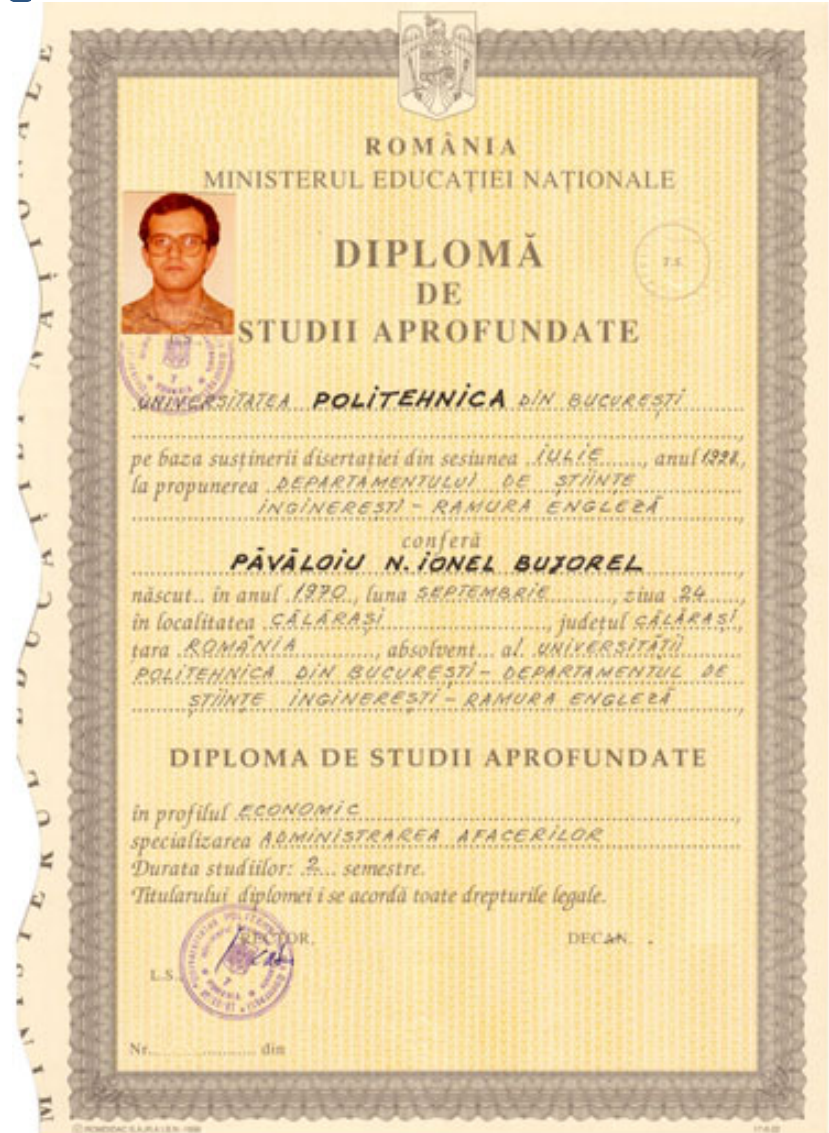 ROMÂNIA
MINISTERUL EDUCAȚIEI NAȚIONALE
DIPLOMĂ
DE
STUDII APROFUNDATE
T.S.
UNIVERSITATEA POLITEHNICA DIN BUCUREȘTI
pe baza susținerii disertației din sesiunea IULIE, anul 1998,
la propunerea DEPARTAMENTULUI DE ȘTIINȚE
INGINEREȘTI - RAMURA ENGLEZĂ,
conferă
PĂVĂLOIU N. IONEL BUJOREL
născut.. în anul 1970, luna SEPTEMBRIE, ziua 24,
în localitatea CĂLĂRAȘI, județul CĂLĂRAȘI,
țara ROMÂNIA, absolvent... al UNIVERSITĂȚII
POLITEHNICA DIN BUCUREȘTI - DEPARTAMENTUL DE
ȘTIINȚE INGINEREȘTI - RAMURA ENGLEZĂ,
DIPLOMA DE STUDII APROFUNDATE
în profilul ECONOMIC,
specializarea ADMINISTRAREA AFACERILOR
Durata studiilor: 2... semestre.
Titularului diplomei i se acordă toate drepturile legale.
RECTOR, DECAN,
L.S.
Nr. din
MINISTERUL EDUCAȚIEI NAȚIONALE